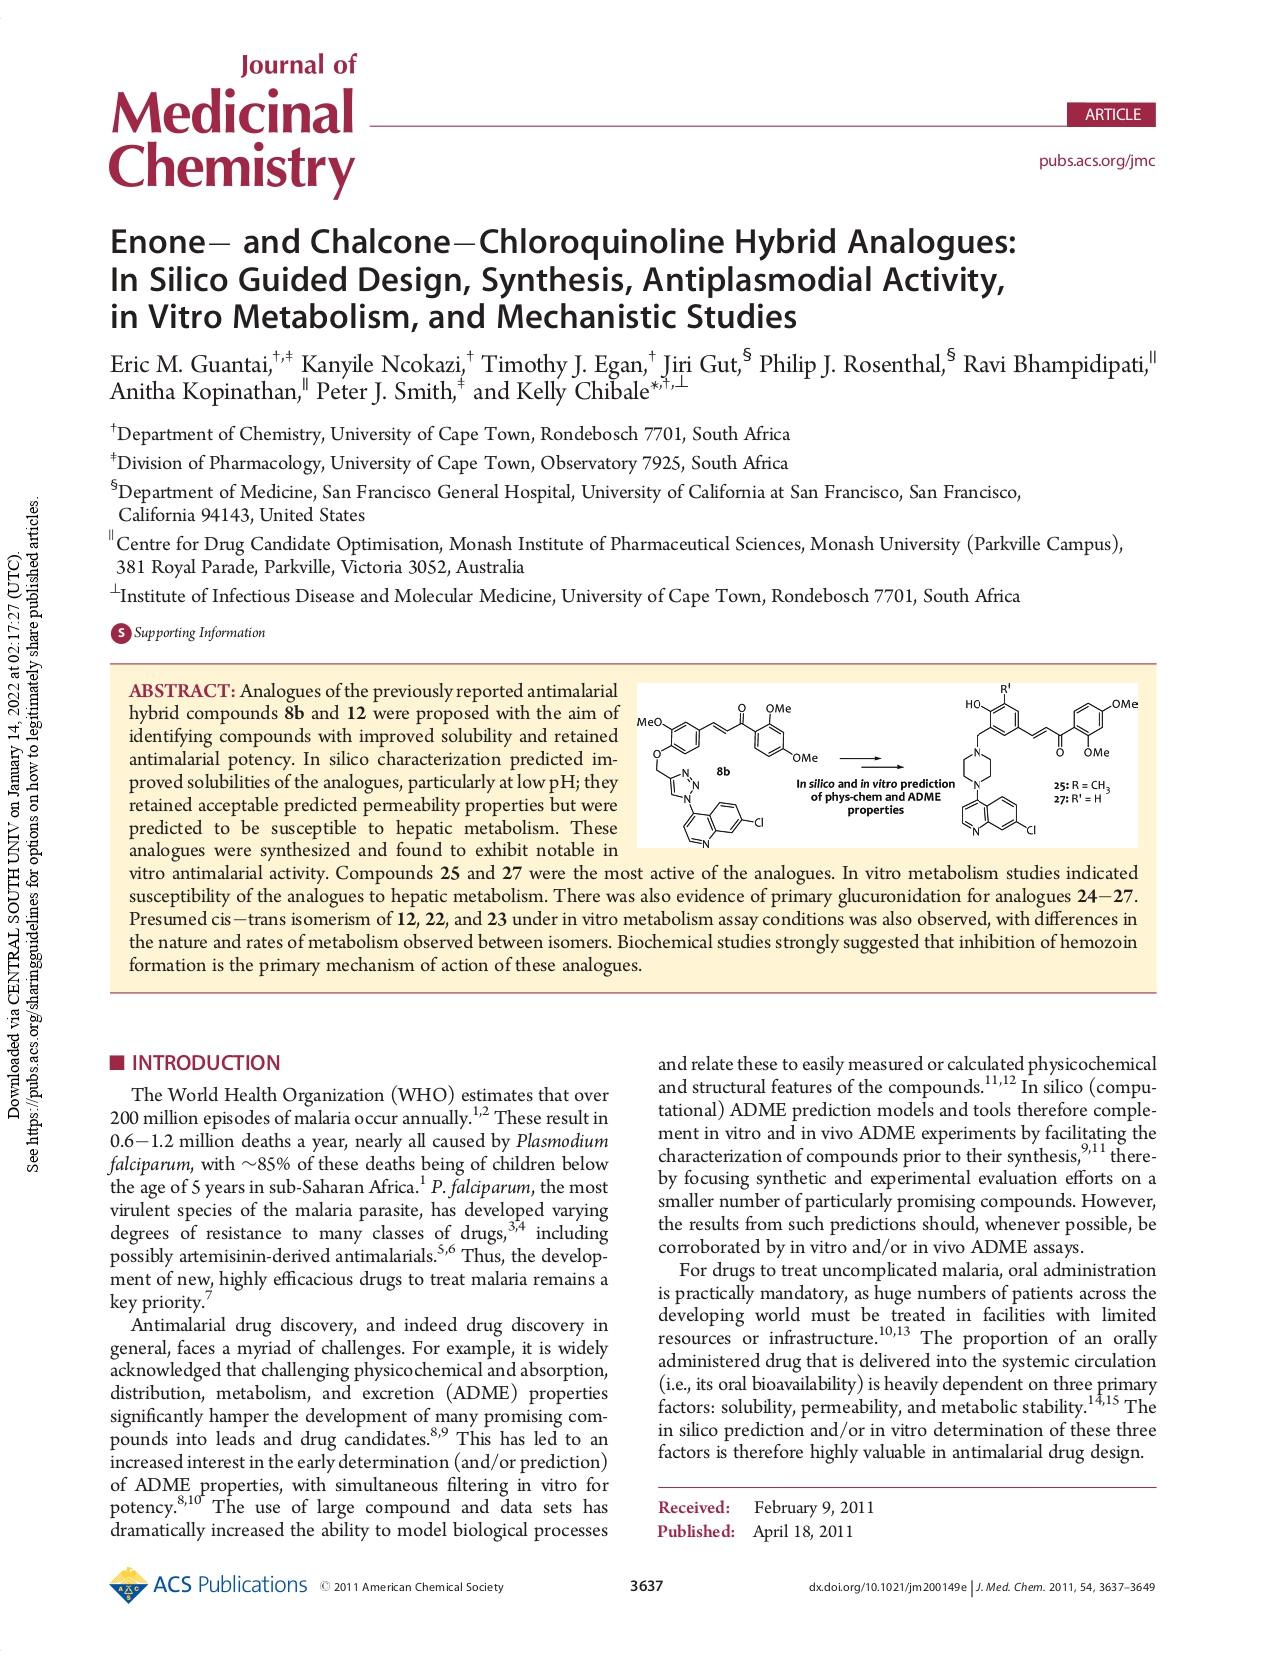 Journal of
Medicinal
Chemistry
ARTICLE
pubs.acs.org/jmc
Enone− and Chalcone−Chloroquinoline Hybrid Analogues:
In Silico Guided Design, Synthesis, Antiplasmodial Activity,
in Vitro Metabolism, and Mechanistic Studies
Eric M. Guantai,†,‡ Kanyile Ncokazi,† Timothy J. Egan,† Jiri Gut,§ Philip J. Rosenthal,§ Ravi Bhampidipati,∥
Anitha Kopinathan,∥ Peter J. Smith,‡ and Kelly Chibale*,†,⊥
†Department of Chemistry, University of Cape Town, Rondebosch 7701, South Africa
‡Division of Pharmacology, University of Cape Town, Observatory 7925, South Africa
§Department of Medicine, San Francisco General Hospital, University of California at San Francisco, San Francisco,
California 94143, United States
∥Centre for Drug Candidate Optimisation, Monash Institute of Pharmaceutical Sciences, Monash University (Parkville Campus),
381 Royal Parade, Parkville, Victoria 3052, Australia
⊥Institute of Infectious Disease and Molecular Medicine, University of Cape Town, Rondebosch 7701, South Africa
S Supporting Information
ABSTRACT: Analogues of the previously reported antimalarial
hybrid compounds 8b and 12 were proposed with the aim of
identifying compounds with improved solubility and retained
antimalarial potency. In silico characterization predicted im-
proved solubilities of the analogues, particularly at low pH; they
retained acceptable predicted permeability properties but were
predicted to be susceptible to hepatic metabolism. These
analogues were synthesized and found to exhibit notable in
vitro antimalarial activity. Compounds 25 and 27 were the most active of the analogues. In vitro metabolism studies indicated
susceptibility of the analogues to hepatic metabolism. There was also evidence of primary glucuronidation for analogues 24−27.
Presumed cis−trans isomerism of 12, 22, and 23 under in vitro metabolism assay conditions was also observed, with differences in
the nature and rates of metabolism observed between isomers. Biochemical studies strongly suggested that inhibition of hemozoin
formation is the primary mechanism of action of these analogues.
MeO
O
OMe
OMe
O
N
N
N
N
Cl
8b
In silico and in vitro prediction
of phys-chem and ADME
properties
R'
HO
OMe
O
OMe
N
N
N
Cl
25: R = CH3
27: R' = H
INTRODUCTION
The World Health Organization (WHO) estimates that over
200 million episodes of malaria occur annually.1,2 These result in
0.6−1.2 million deaths a year, nearly all caused by Plasmodium
falciparum, with ∼85% of these deaths being of children below
the age of 5 years in sub-Saharan Africa.1 P. falciparum, the most
virulent species of the malaria parasite, has developed varying
degrees of resistance to many classes of drugs,3,4 including
possibly artemisinin-derived antimalarials.5,6 Thus, the develop-
ment of new, highly efficacious drugs to treat malaria remains a
key priority.7
Antimalarial drug discovery, and indeed drug discovery in
general, faces a myriad of challenges. For example, it is widely
acknowledged that challenging physicochemical and absorption,
distribution, metabolism, and excretion (ADME) properties
significantly hamper the development of many promising com-
pounds into leads and drug candidates.8,9 This has led to an
increased interest in the early determination (and/or prediction)
of ADME properties, with simultaneous filtering in vitro for
potency.8,10 The use of large compound and data sets has
dramatically increased the ability to model biological processes
and relate these to easily measured or calculated physicochemical
and structural features of the compounds.11,12 In silico (compu-
tational) ADME prediction models and tools therefore comple-
ment in vitro and in vivo ADME experiments by facilitating the
characterization of compounds prior to their synthesis,9,11 there-
by focusing synthetic and experimental evaluation efforts on a
smaller number of particularly promising compounds. However,
the results from such predictions should, whenever possible, be
corroborated by in vitro and/or in vivo ADME assays.
For drugs to treat uncomplicated malaria, oral administration
is practically mandatory, as huge numbers of patients across the
developing world must be treated in facilities with limited
resources or infrastructure.10,13 The proportion of an orally
administered drug that is delivered into the systemic circulation
(i.e., its oral bioavailability) is heavily dependent on three primary
factors: solubility, permeability, and metabolic stability.14,15 The
in silico prediction and/or in vitro determination of these three
factors is therefore highly valuable in antimalarial drug design.
Received: February 9, 2011
Published: April 18, 2011
ACS Publications © 2011 American Chemical Society
3637
dx.doi.org/10.1021/jm200149e | J. Med. Chem. 2011, 54, 3637–3649
Downloaded via CENTRAL SOUTH UNIV on January 14, 2022 at 02:17:27 (UTC).
See https://pubs.acs.org/sharingguidelines for options on how to legitimately share published articles.